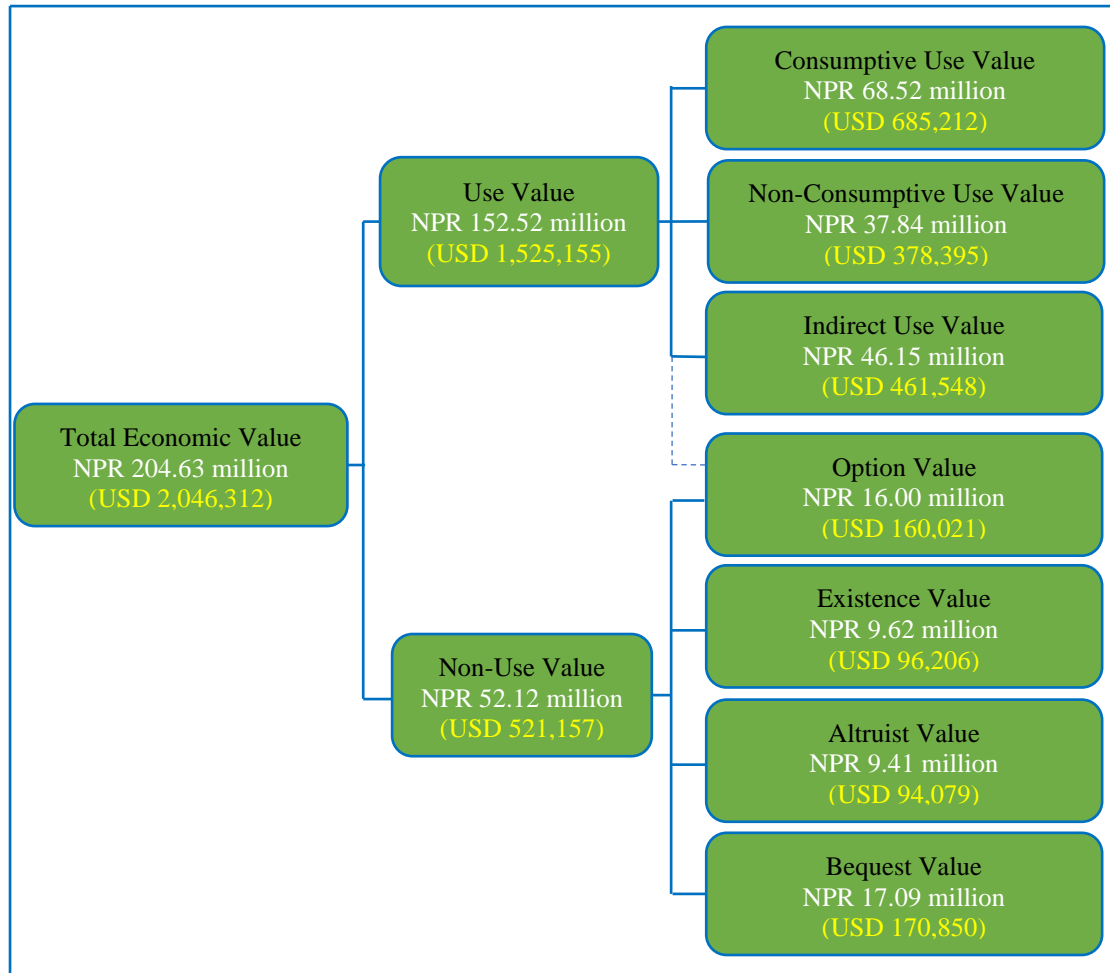 Total Economic Value
NPR 204.63 million
(USD 2,046,312)
Use Value
NPR 152.52 million
(USD 1,525,155)
Consumptive Use Value
NPR 68.52 million
(USD 685,212)
Non-Consumptive Use Value
NPR 37.84 million
(USD 378,395)
Indirect Use Value
NPR 46.15 million
(USD 461,548)
Non-Use Value
NPR 52.12 million
(USD 521,157)
Option Value
NPR 16.00 million
(USD 160,021)
Existence Value
NPR 9.62 million
(USD 96,206)
Altruist Value
NPR 9.41 million
(USD 94,079)
Bequest Value
NPR 17.09 million
(USD 170,850)